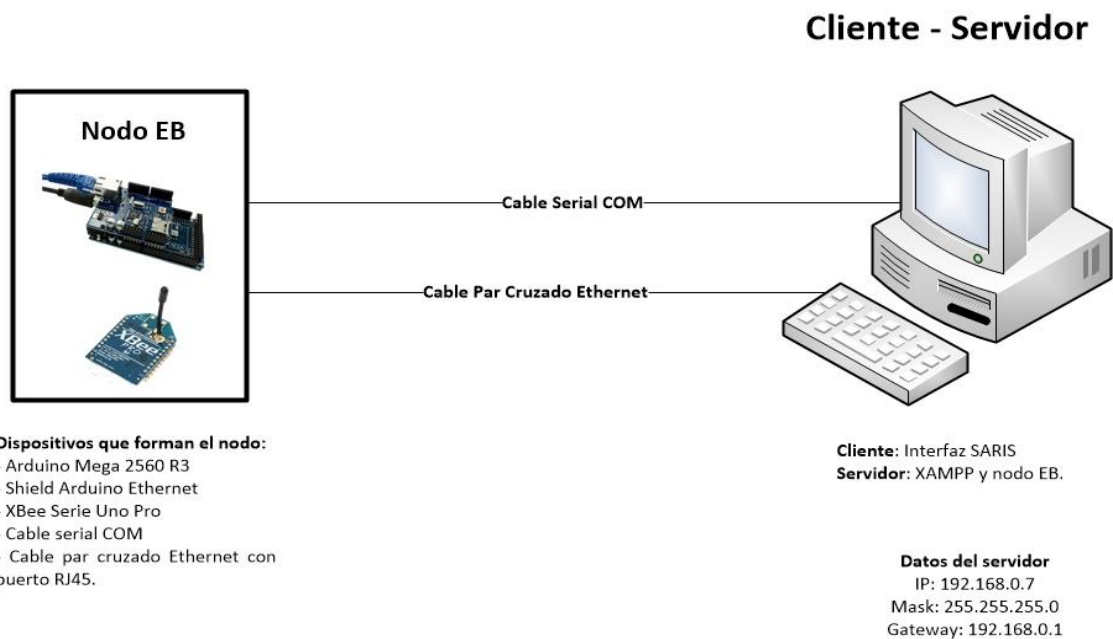 Cliente - Servidor
Nodo EB
XBee
PRO
Cable Serial COM
Cable Par Cruzado Ethernet
Dispositivos que forman el nodo:
- Arduino Mega 2560 R3
- Shield Arduino Ethernet
- XBee Serie Uno Pro
- Cable serial COM
- Cable par cruzado Ethernet con
puerto RJ45.
Cliente: Interfaz SARIS
Servidor: XAMPP y nodo EB.
Datos del servidor
IP: 192.168.0.7
Mask: 255.255.255.0
Gateway: 192.168.0.1